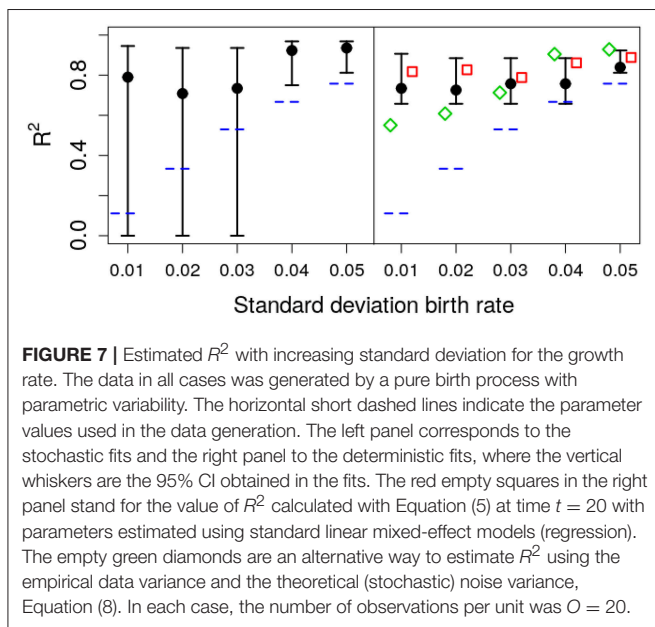 R²
0.0 0.4 0.8
0.01 0.02 0.03 0.04 0.05 0.01 0.02 0.03 0.04 0.05
Standard deviation birth rate
FIGURE 7 | Estimated R² with increasing standard deviation for the growth
rate. The data in all cases was generated by a pure birth process with
parametric variability. The horizontal short dashed lines indicate the parameter
values used in the data generation. The left panel corresponds to the
stochastic fits and the right panel to the deterministic fits, where the vertical
whiskers are the 95% CI obtained in the fits. The red empty squares in the right
panel stand for the value of R² calculated with Equation (5) at time t = 20 with
parameters estimated using standard linear mixed-effect models (regression).
The empty green diamonds are an alternative way to estimate R² using the
empirical data variance and the theoretical (stochastic) noise variance,
Equation (8). In each case, the number of observations per unit was O = 20.